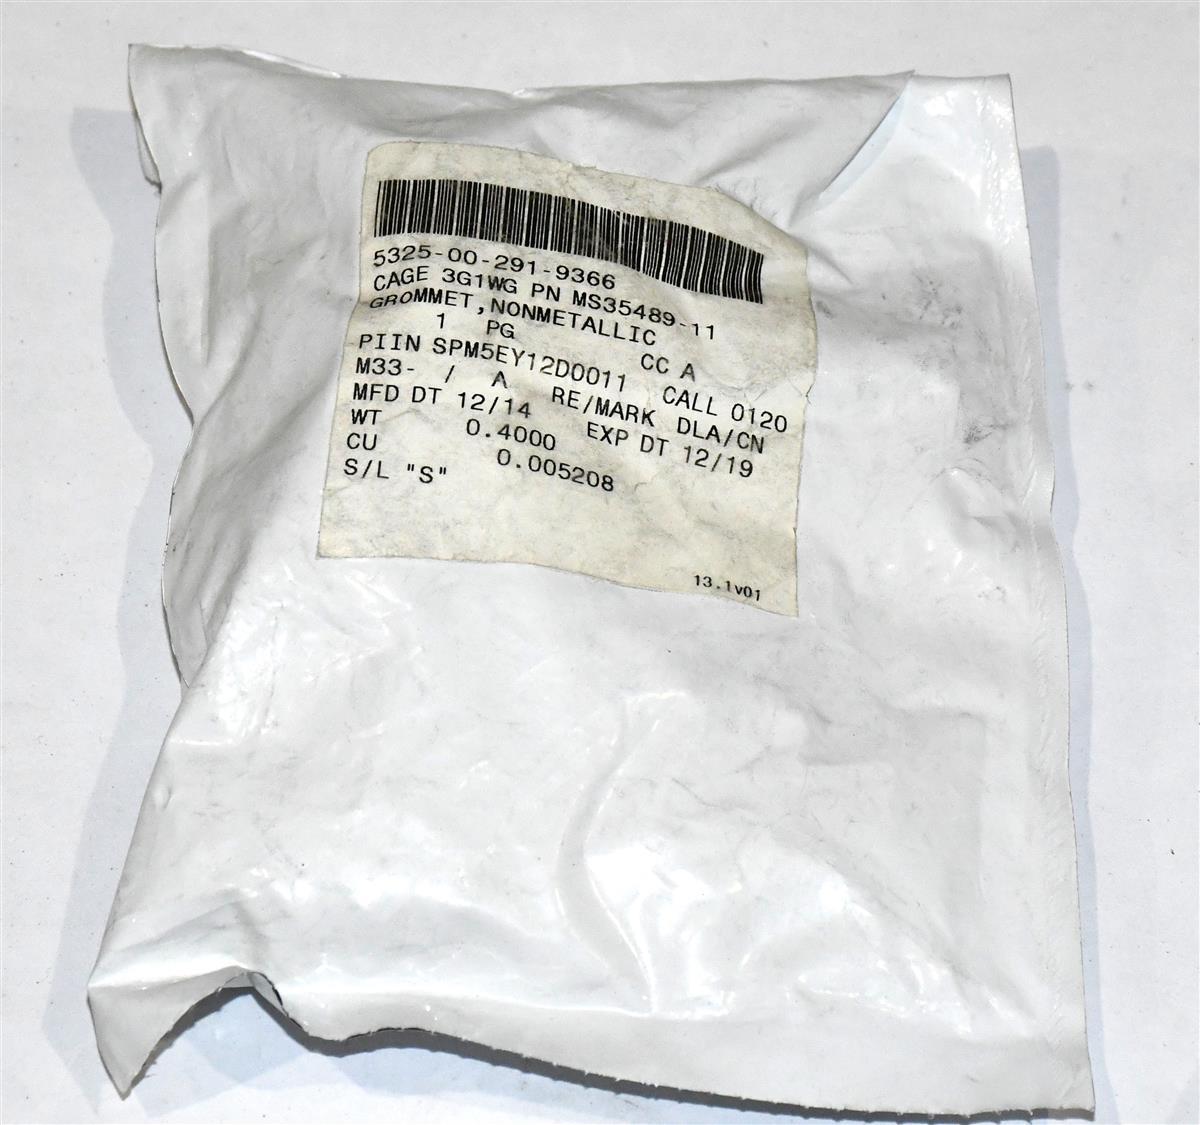 5325-00-291-9366
CAGE 3G1WG PN MS35489-11
GROMMET,NONMETALLIC
1 PG CC A
PIIN SPM5EY12D0011 CALL 0120
M33- / A RE/MARK DLA/CN
MFD DT 12/14 EXP DT 12/19
WT 0.4000
CU 0.005208
S/L "S"
13.1v01